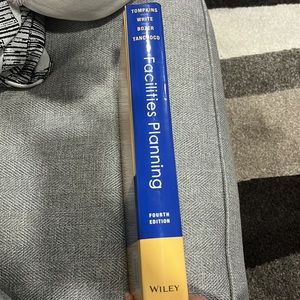 TOMPKINS
WHITE
BOZER
TANCHOCO
Facilities Planning
FOURTH
EDITION
WILEY